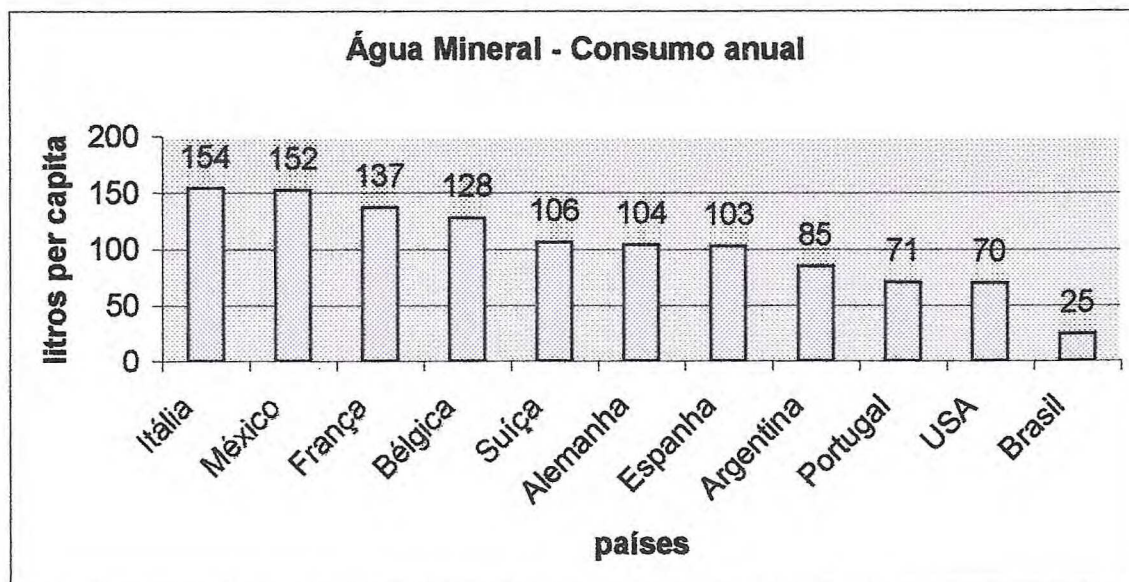 Água Mineral - Consumo anual
litros per capita
200
150
100
50
0
154
152
137
128
106
104
103
85
71
70
25
Itália
México
França
Bélgica
Suíça
Alemanha
Espanha
Argentina
Portugal
USA
Brasil
países